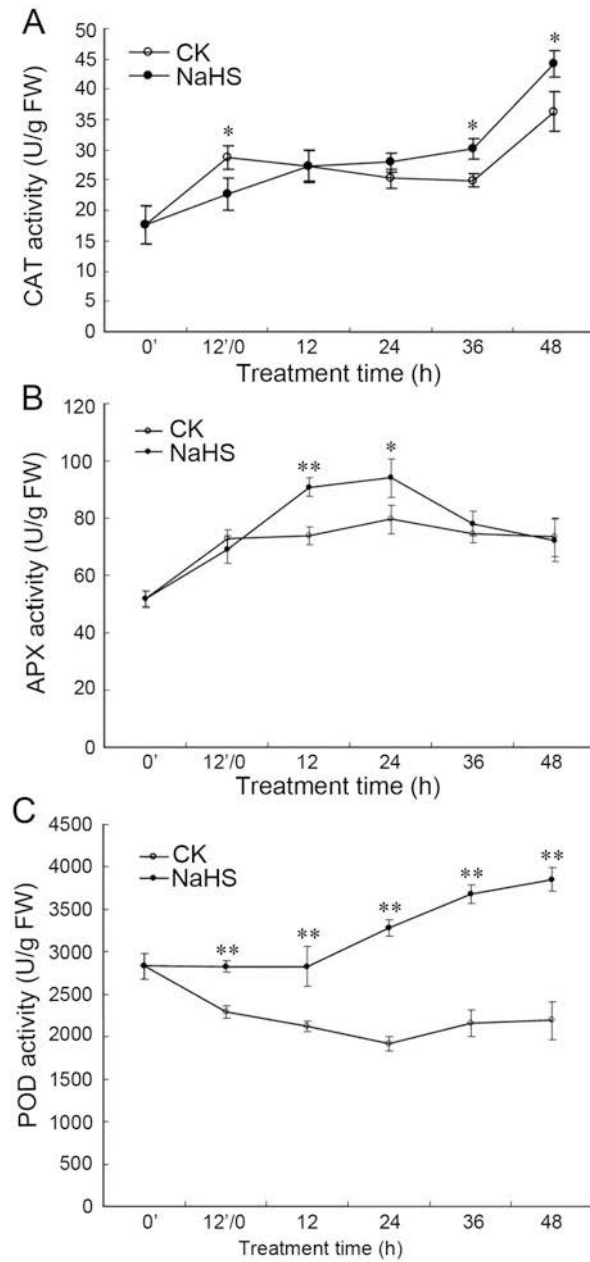 A
CK
NaHS
CAT activity (U/g FW)
50
45
40
35
30
25
20
15
10
5
0
*
*
*
0' 12'/0 12 24 36 48
Treatment time (h)
B
CK
NaHS
APX activity (U/g FW)
120
100
80
60
40
20
0
**
*
0' 12'/0 12 24 36 48
Treatment time (h)
C
CK
NaHS
POD activity (U/g FW)
4500
4000
3500
3000
2500
2000
1500
1000
500
0
**
**
**
**
**
0' 12'/0 12 24 36 48
Treatment time (h)